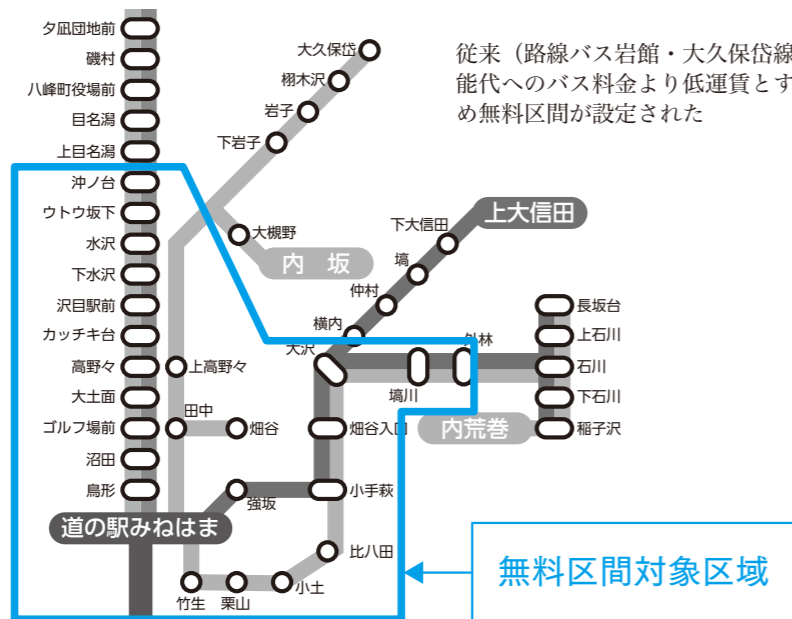 夕凪団地前
磯村
八峰町役場前
目名潟
上目名潟
沖ノ台
ウトウ坂下
水沢
下水沢
沢目駅前
カッチキ台
高野々
大土面
ゴルフ場前
沼田
鳥形
道の駅みねはま
大久保岱
栩木沢
岩子
下岩子
大槻野
内 坂
上高野々
田中
畑谷
強坂
竹生
栗山
小土
比八田
小手萩
畑谷入口
大沢
横内
仲村
塙
下大信田
上大信田
塙川
外林
長坂台
上石川
石川
下石川
稲子沢
内荒巻
従来（路線バス岩館・大久保岱線
能代へのバス料金より低運賃とす
め無料区間が設定された
無料区間対象区域